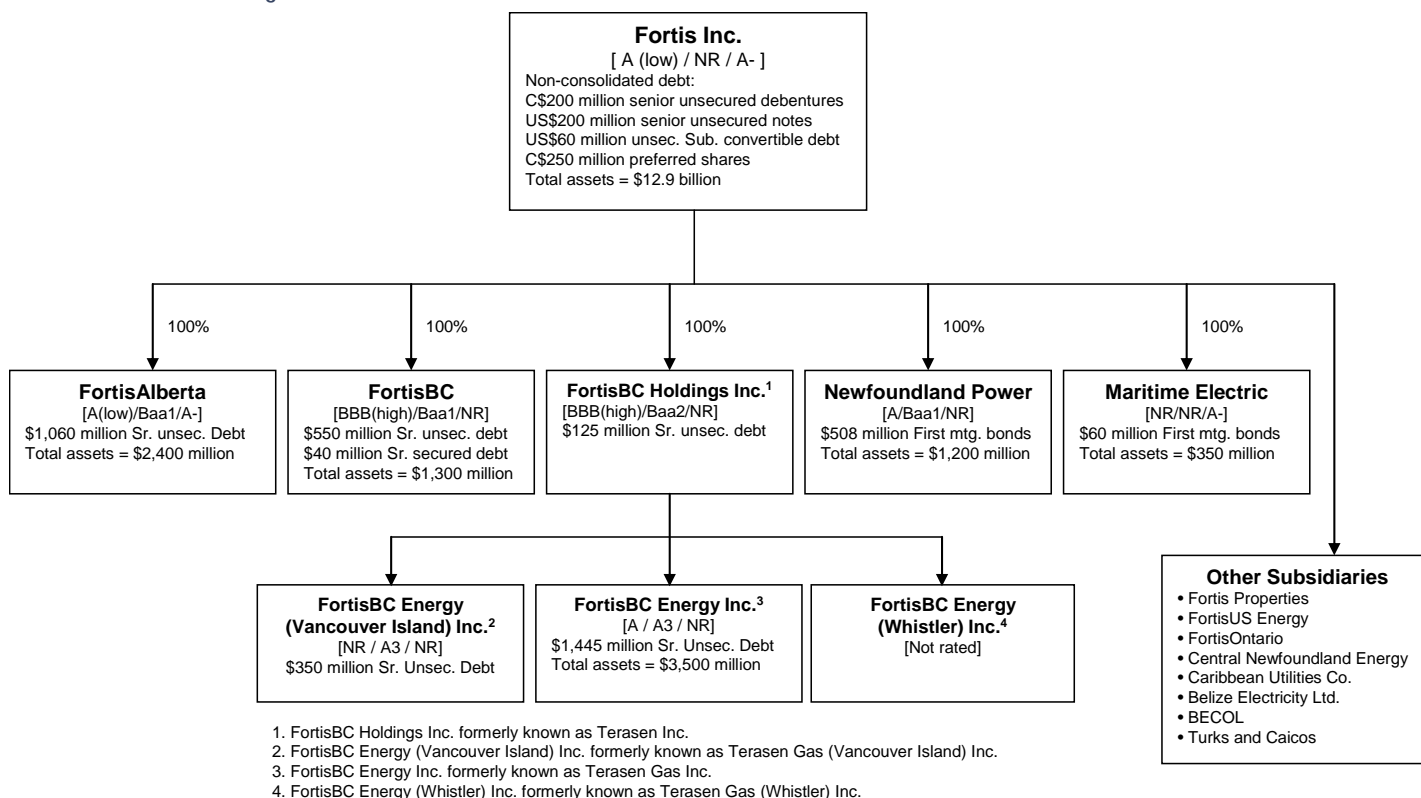 Fortis Inc.
[ A (low) / NR / A- ]
Non-consolidated debt:
C$200 million senior unsecured debentures
US$200 million senior unsecured notes
US$60 million unsec. Sub. convertible debt
C$250 million preferred shares
Total assets = $12.9 billion
100%
100%
100%
100%
100%
FortisAlberta
[A(low)/Baa1/A-]
$1,060 million Sr. unsec. Debt
Total assets = $2,400 million
FortisBC
[BBB(high)/Baa1/NR]
$550 million Sr. unsec. debt
$40 million Sr. secured debt
Total assets = $1,300 million
FortisBC Holdings Inc.¹
[BBB(high)/Baa2/NR]
$125 million Sr. unsec. debt
Newfoundland Power
[A/Baa1/NR]
$508 million First mtg. bonds
Total assets = $1,200 million
Maritime Electric
[NR/NR/A-]
$60 million First mtg. bonds
Total assets = $350 million
FortisBC Energy
(Vancouver Island) Inc.²
[NR / A3 / NR]
$350 million Sr. Unsec. Debt
FortisBC Energy Inc.³
[A / A3 / NR]
$1,445 million Sr. Unsec. Debt
Total assets = $3,500 million
FortisBC Energy
(Whistler) Inc.⁴
[Not rated]
Other Subsidiaries
• Fortis Properties
• FortisUS Energy
• FortisOntario
• Central Newfoundland Energy
• Caribbean Utilities Co.
• Belize Electricity Ltd.
• BECOL
• Turks and Caicos
1. FortisBC Holdings Inc. formerly known as Terasen Inc.
2. FortisBC Energy (Vancouver Island) Inc. formerly known as Terasen Gas (Vancouver Island) Inc.
3. FortisBC Energy Inc. formerly known as Terasen Gas Inc.
4. FortisBC Energy (Whistler) Inc. formerly known as Terasen Gas (Whistler) Inc.